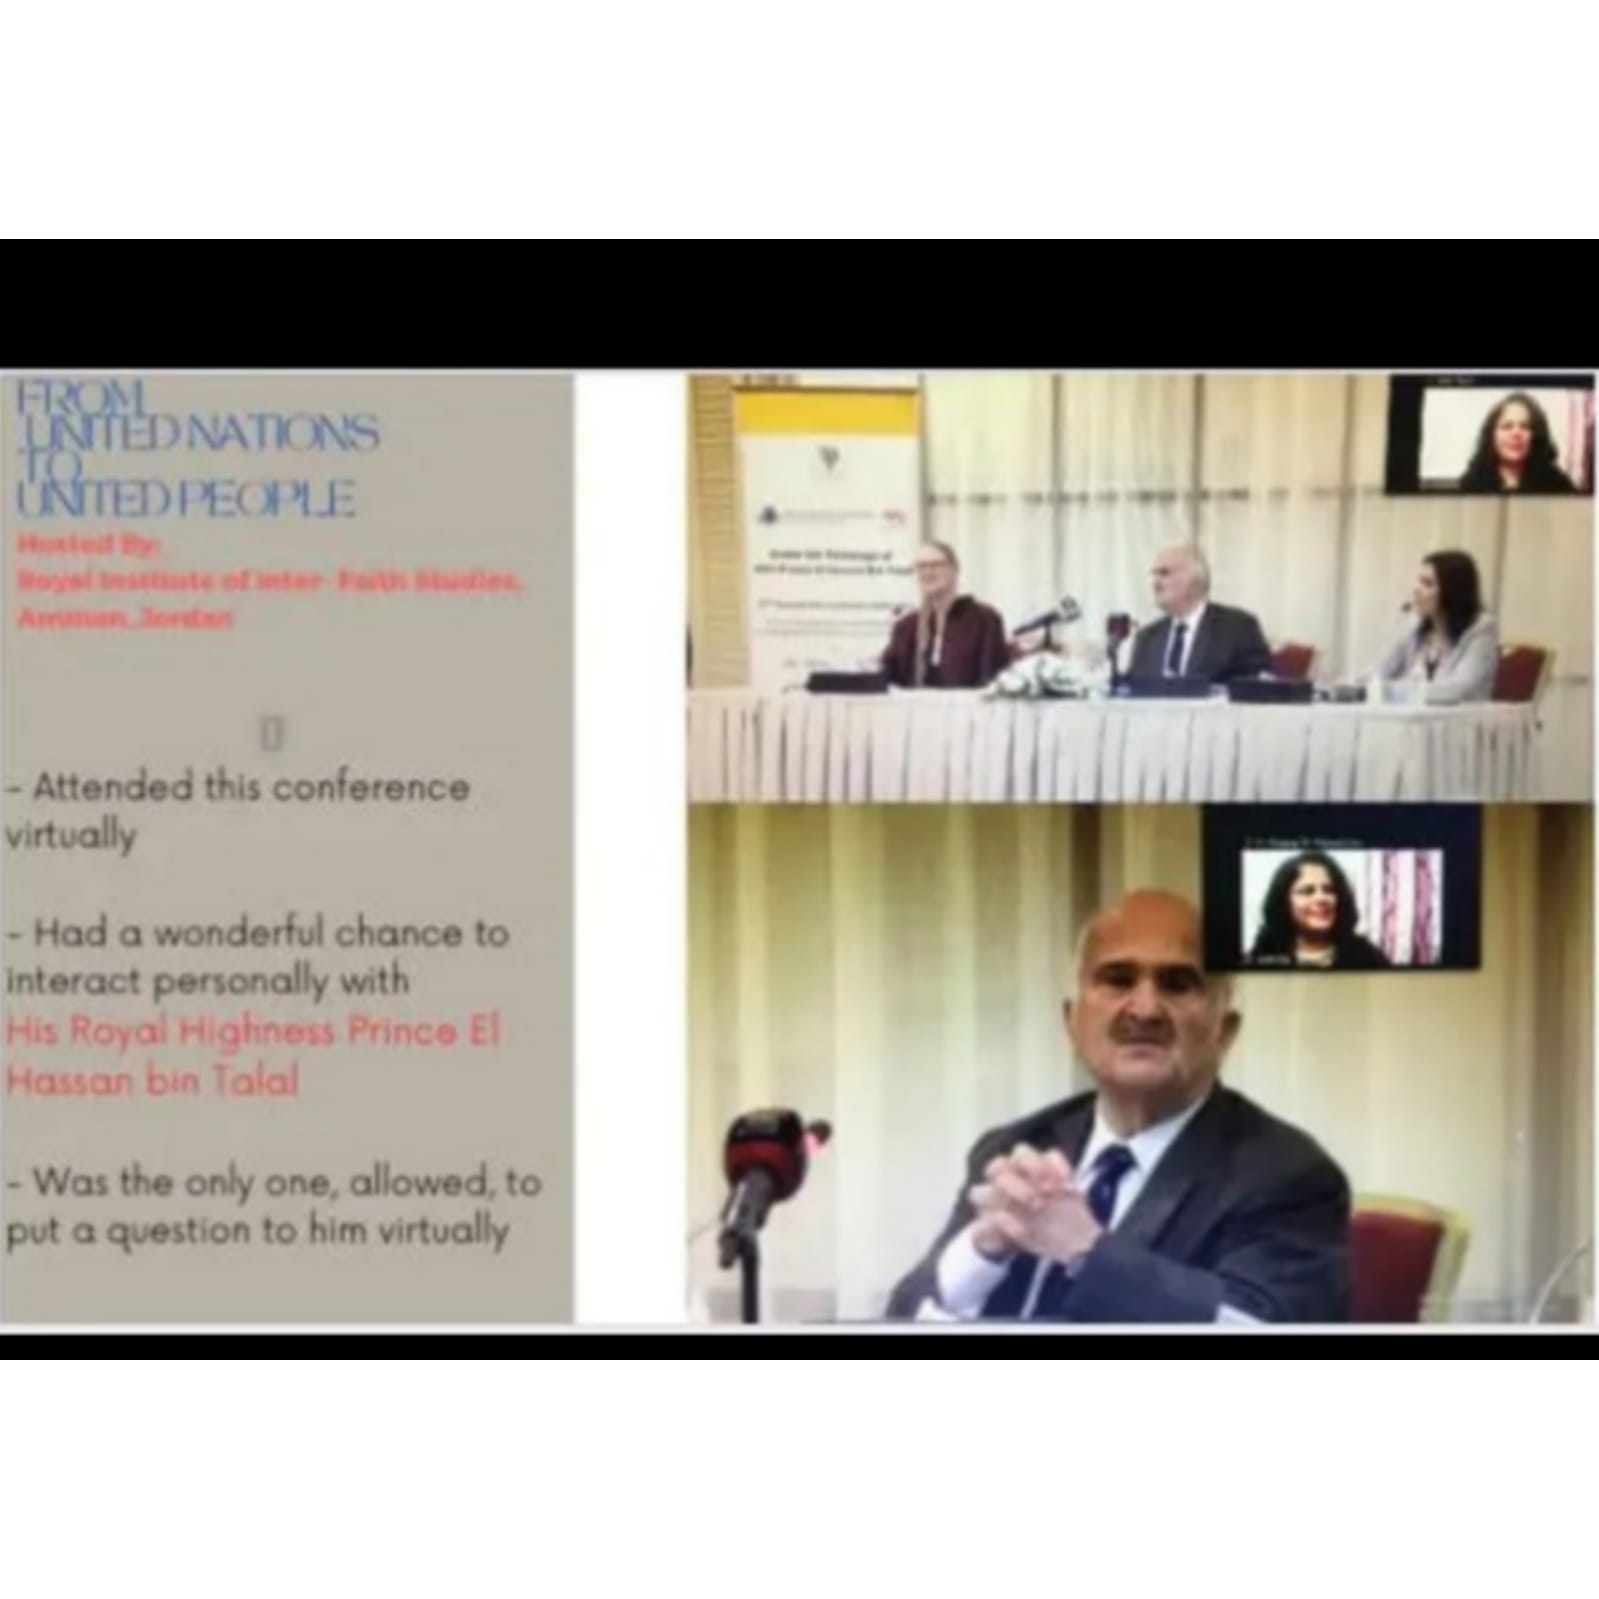 FROM
UNITED NATIONS
TO
UNITED PEOPLE
Hosted By:
Royal Institute of Inter- Faith Studies,
Amman, Jordan
- Attended this conference
virtually
- Had a wonderful chance to
interact personally with
His Royal Highness Prince El
Hassan bin Talal
- Was the only one, allowed, to
put a question to him virtually